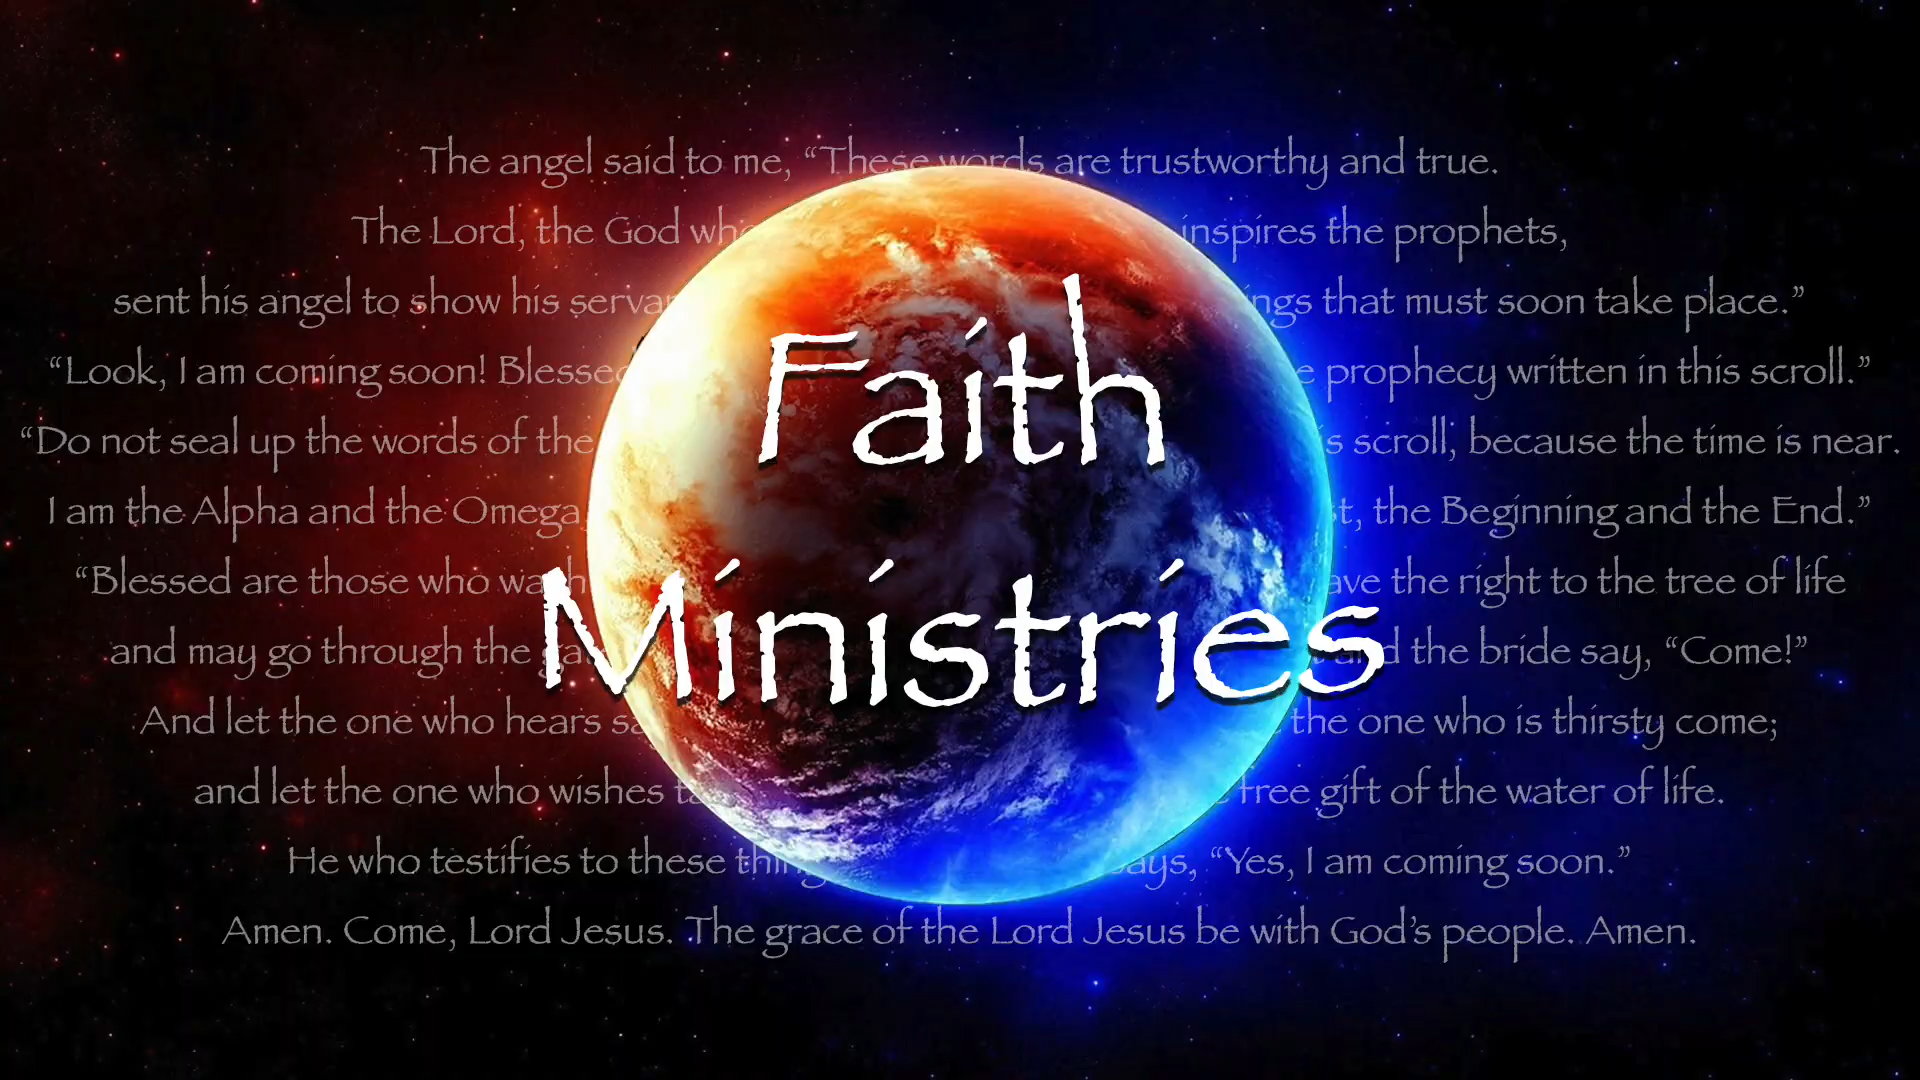 The angel said to me, “These words are trustworthy and true.
The Lord, the God who inspires the prophets,
sent his angel to show his things that must soon take place.”
“Look, I am coming soon! Blessed prophecy written in this scroll.”
“Do not seal up the words of the scroll, because the time is near.
I am the Alpha and the Omega the Beginning and the End.”
“Blessed are those who wash the right to the tree of life
and may go through the the bride say, “Come!”
And let the one who hears the one who is thirsty come;
and let the one who wishes free gift of the water of life.
He who testifies to these says, “Yes, I am coming soon.”
Amen. Come, Lord Jesus. The grace of the Lord Jesus be with God’s people. Amen.
Faith
Ministries